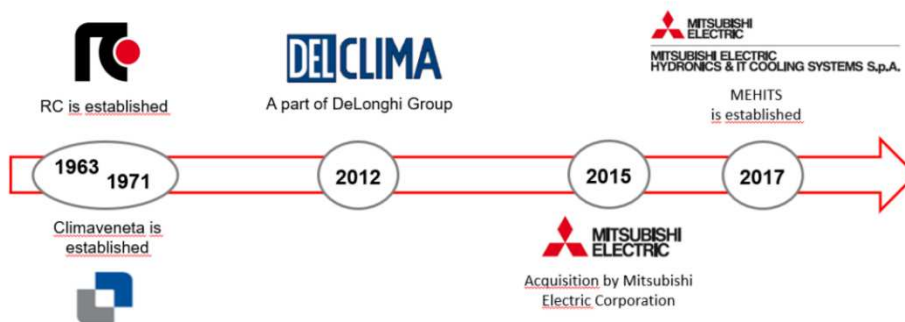 RC
RC is established
DELCLIMA
A part of DeLonghi Group
MITSUBISHI
ELECTRIC
MITSUBISHI ELECTRIC
HYDRONICS & IT COOLING SYSTEMS S.p.A.
MEHITS
is established
1963
1971
2012
2015
2017
Climaveneta is
established
MITSUBISHI
ELECTRIC
Acquisition by Mitsubishi
Electric Corporation